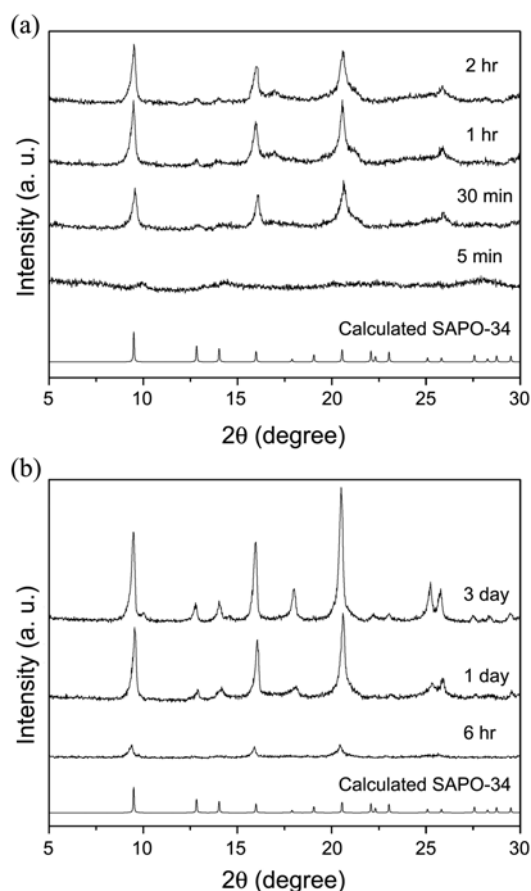 (a)
2 hr
1 hr
30 min
5 min
Calculated SAPO-34
Intensity (a. u.)
5 10 15 20 25 30
2θ (degree)
(b)
3 day
1 day
6 hr
Calculated SAPO-34
Intensity (a. u.)
5 10 15 20 25 30
2θ (degree)